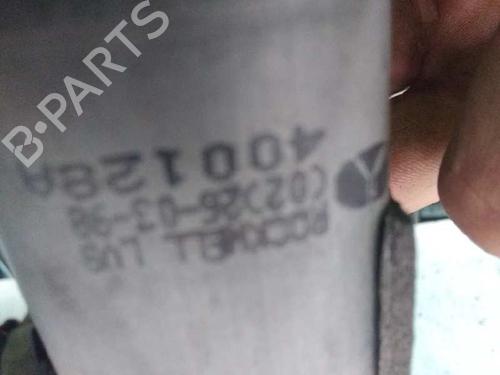 B-PARTS
400128A
(02)26-03-98
ROCKWELL LVS